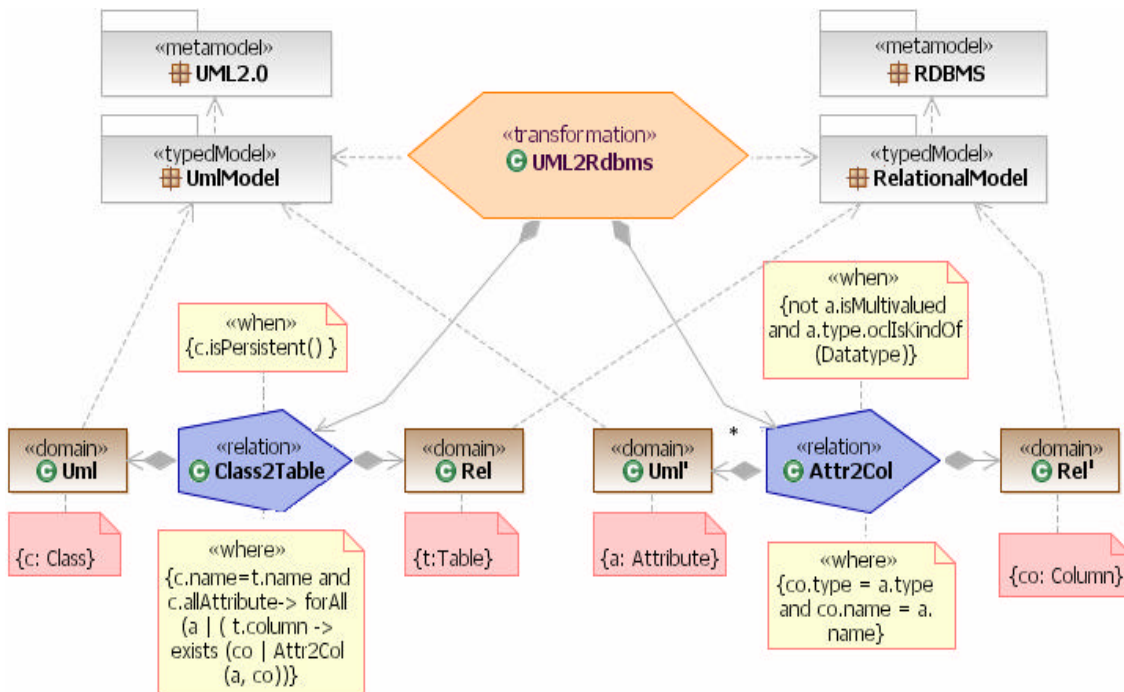 «metamodel»
UML2.0
«metamodel»
RDBMS
«transformation»
UML2Rdbms
«typedModel»
UmlModel
«typedModel»
RelationalModel
«when»
{c.isPersistent() }
«when»
{not a.isMultivalued
and a.type.oclIsKindOf
(Datatype)}
«domain»
Uml
«relation»
Class2Table
«domain»
Rel
«domain»
Uml'
*
«relation»
Attr2Col
«domain»
Rel'
{c: Class}
«where»
{c.name=t.name and
c.allAttribute-> forAll
(a | ( t.column ->
exists (co | Attr2Col
(a, co))}
{t:Table}
{a: Attribute}
«where»
{co.type = a.type
and co.name = a.
name}
{co: Column}